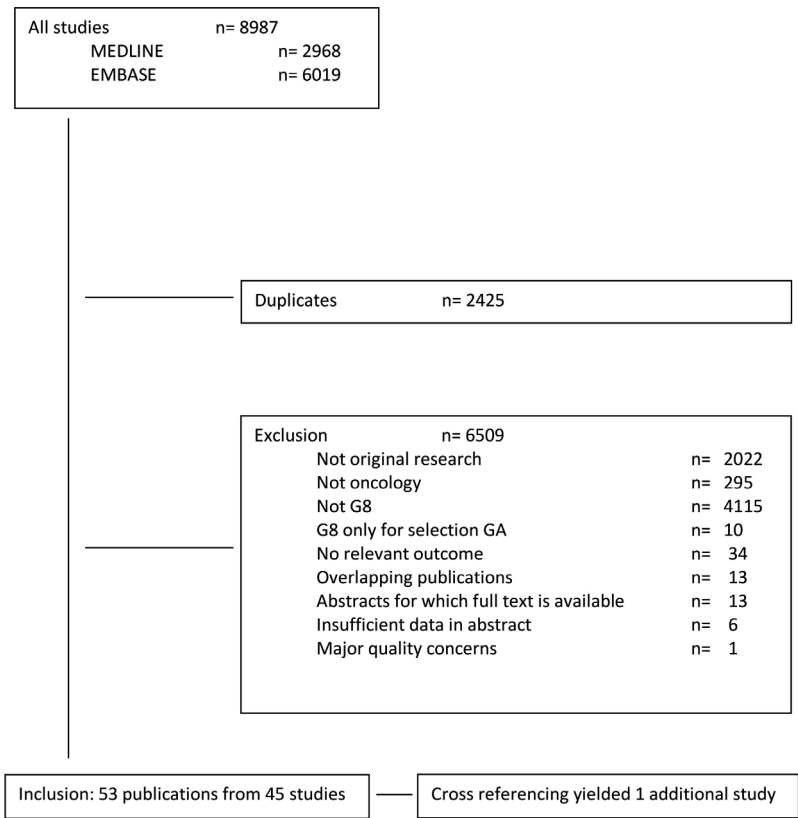 All studies n= 8987
MEDLINE n= 2968
EMBASE n= 6019
Duplicates n= 2425
Exclusion n= 6509
Not original research n= 2022
Not oncology n= 295
Not G8 n= 4115
G8 only for selection GA n= 10
No relevant outcome n= 34
Overlapping publications n= 13
Abstracts for which full text is available n= 13
Insufficient data in abstract n= 6
Major quality concerns n= 1
Inclusion: 53 publications from 45 studies
Cross referencing yielded 1 additional study